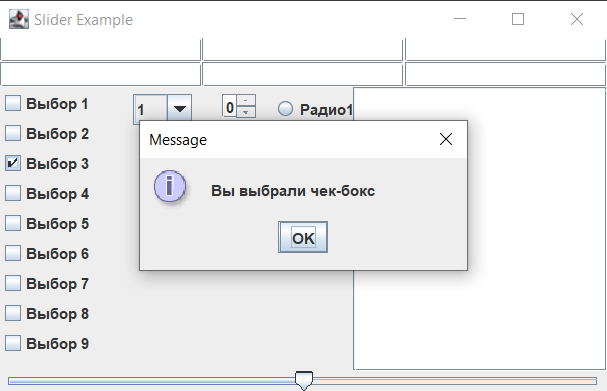 Slider Example
Выбор 1
1
0
Радио1
Выбор 2
Message
Выбор 3
Вы выбрали чек-бокс
Выбор 4
OK
Выбор 5
Выбор 6
Выбор 7
Выбор 8
Выбор 9